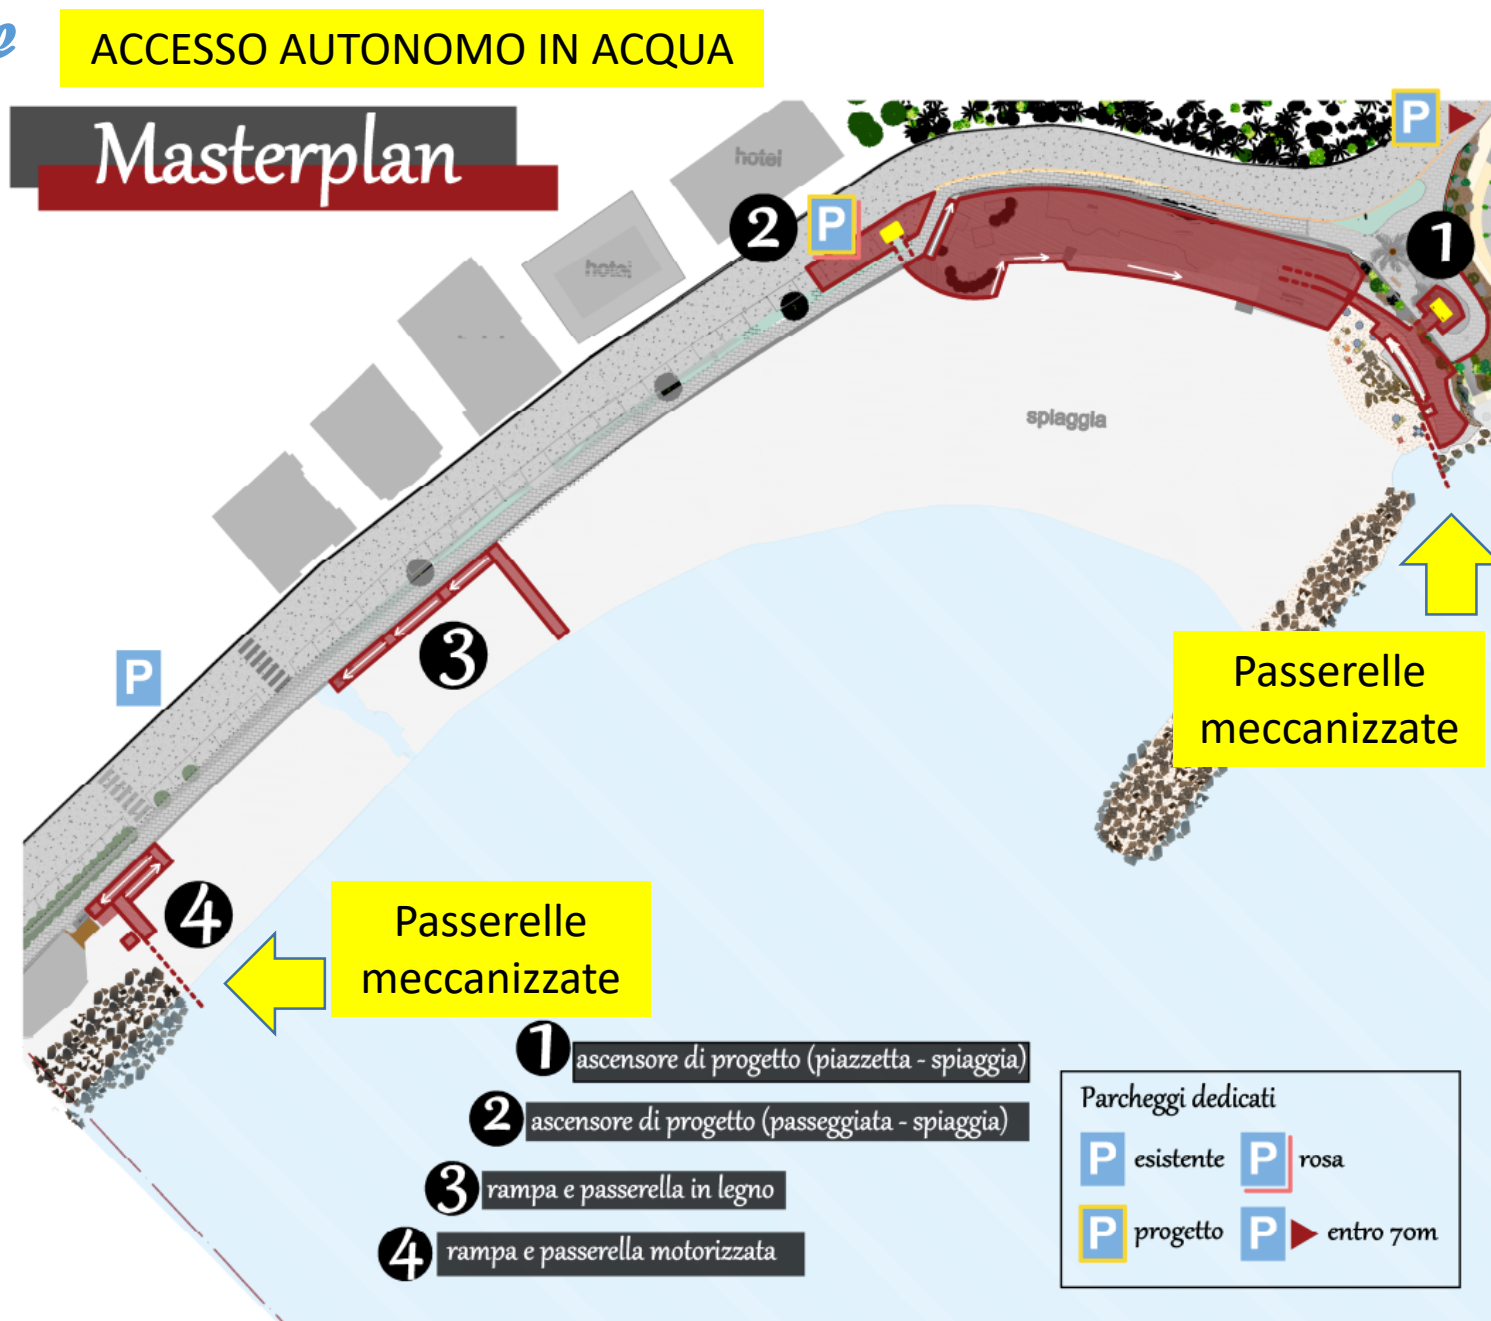 ACCESSO AUTONOMO IN ACQUA
Masterplan
hotel
P
2
P
1
hotel
spiaggia
3
P
Passerelle
meccanizzate
4
Passerelle
meccanizzate
1 ascensore di progetto (piazzetta - spiaggia)
2 ascensore di progetto (passeggiata - spiaggia)
3 rampa e passerella in legno
4 rampa e passerella motorizzata
Parcheggi dedicati
P esistente P rosa
P progetto P entro 70m